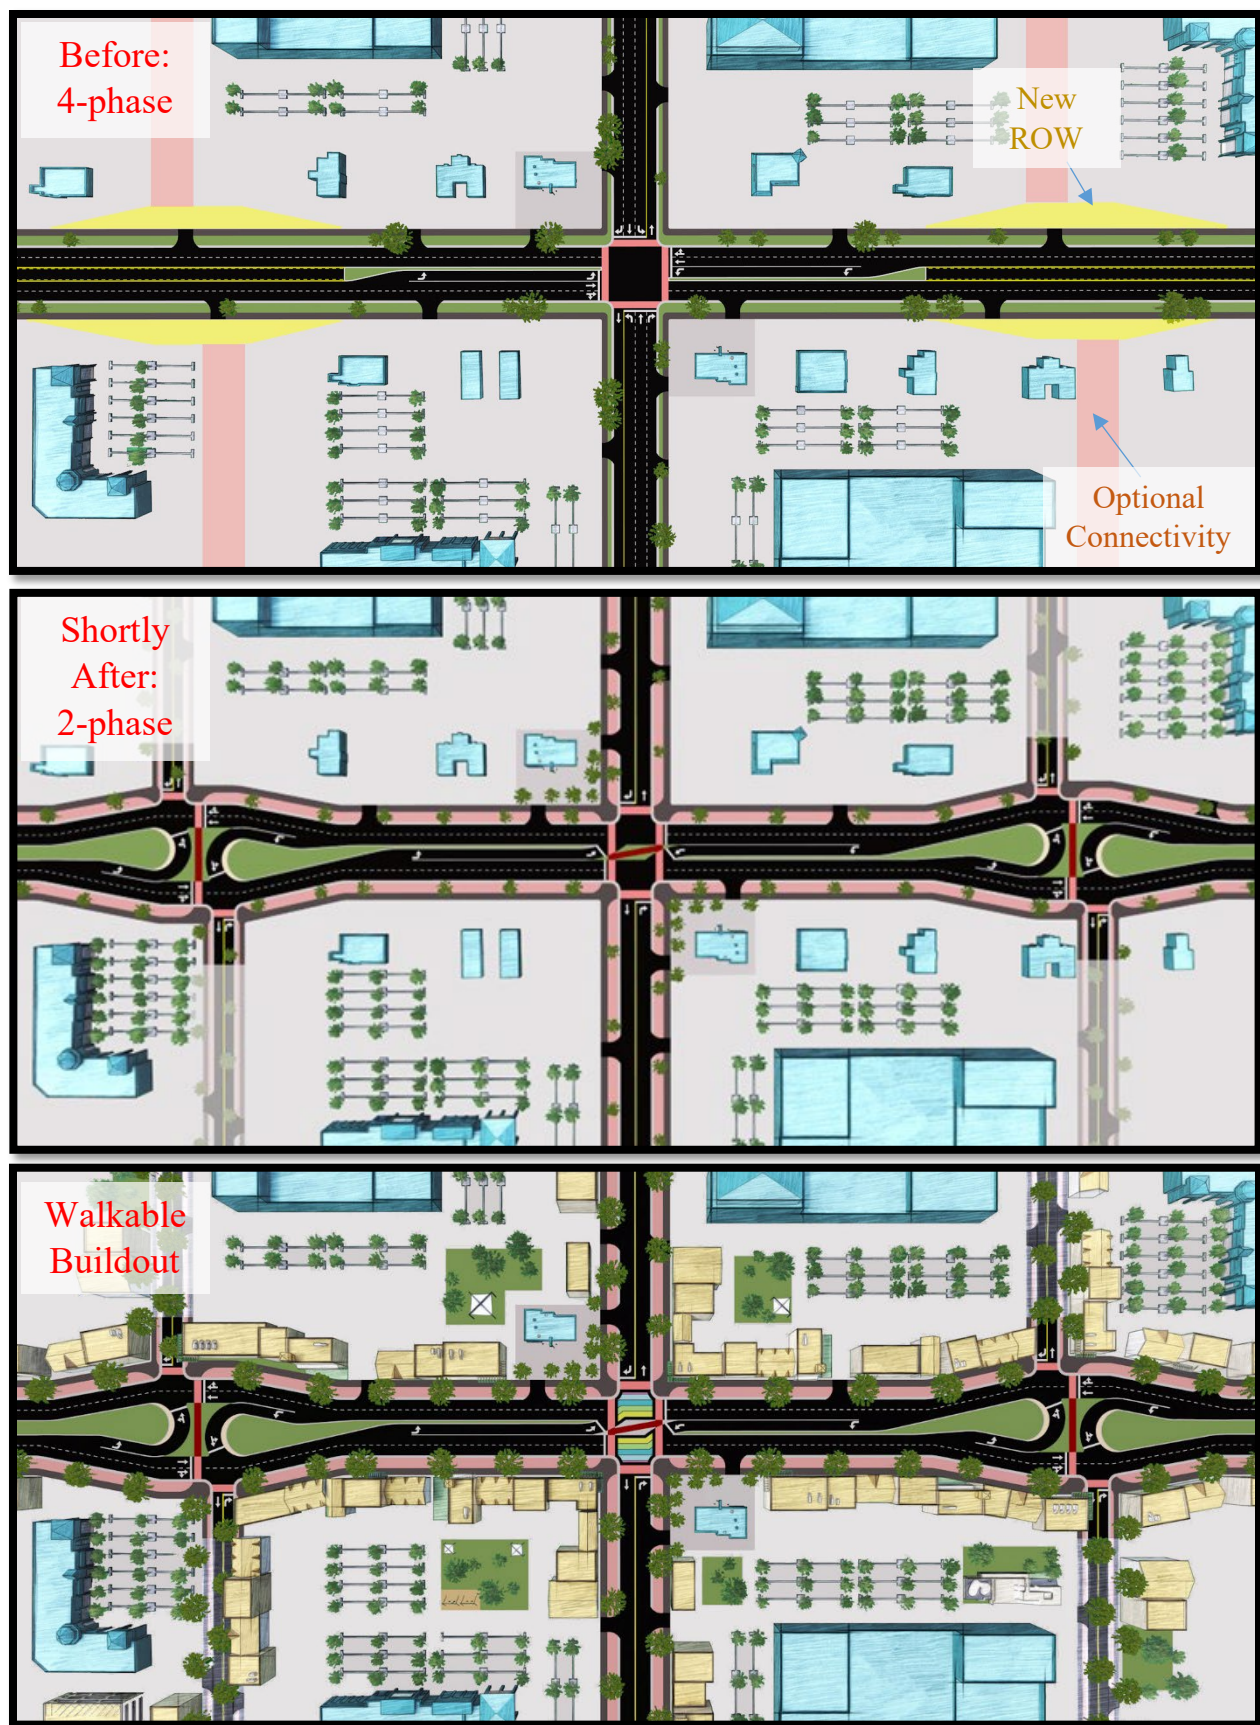 Before:
4-phase
New
ROW
Optional
Connectivity
Shortly
After:
2-phase
Walkable
Buildout